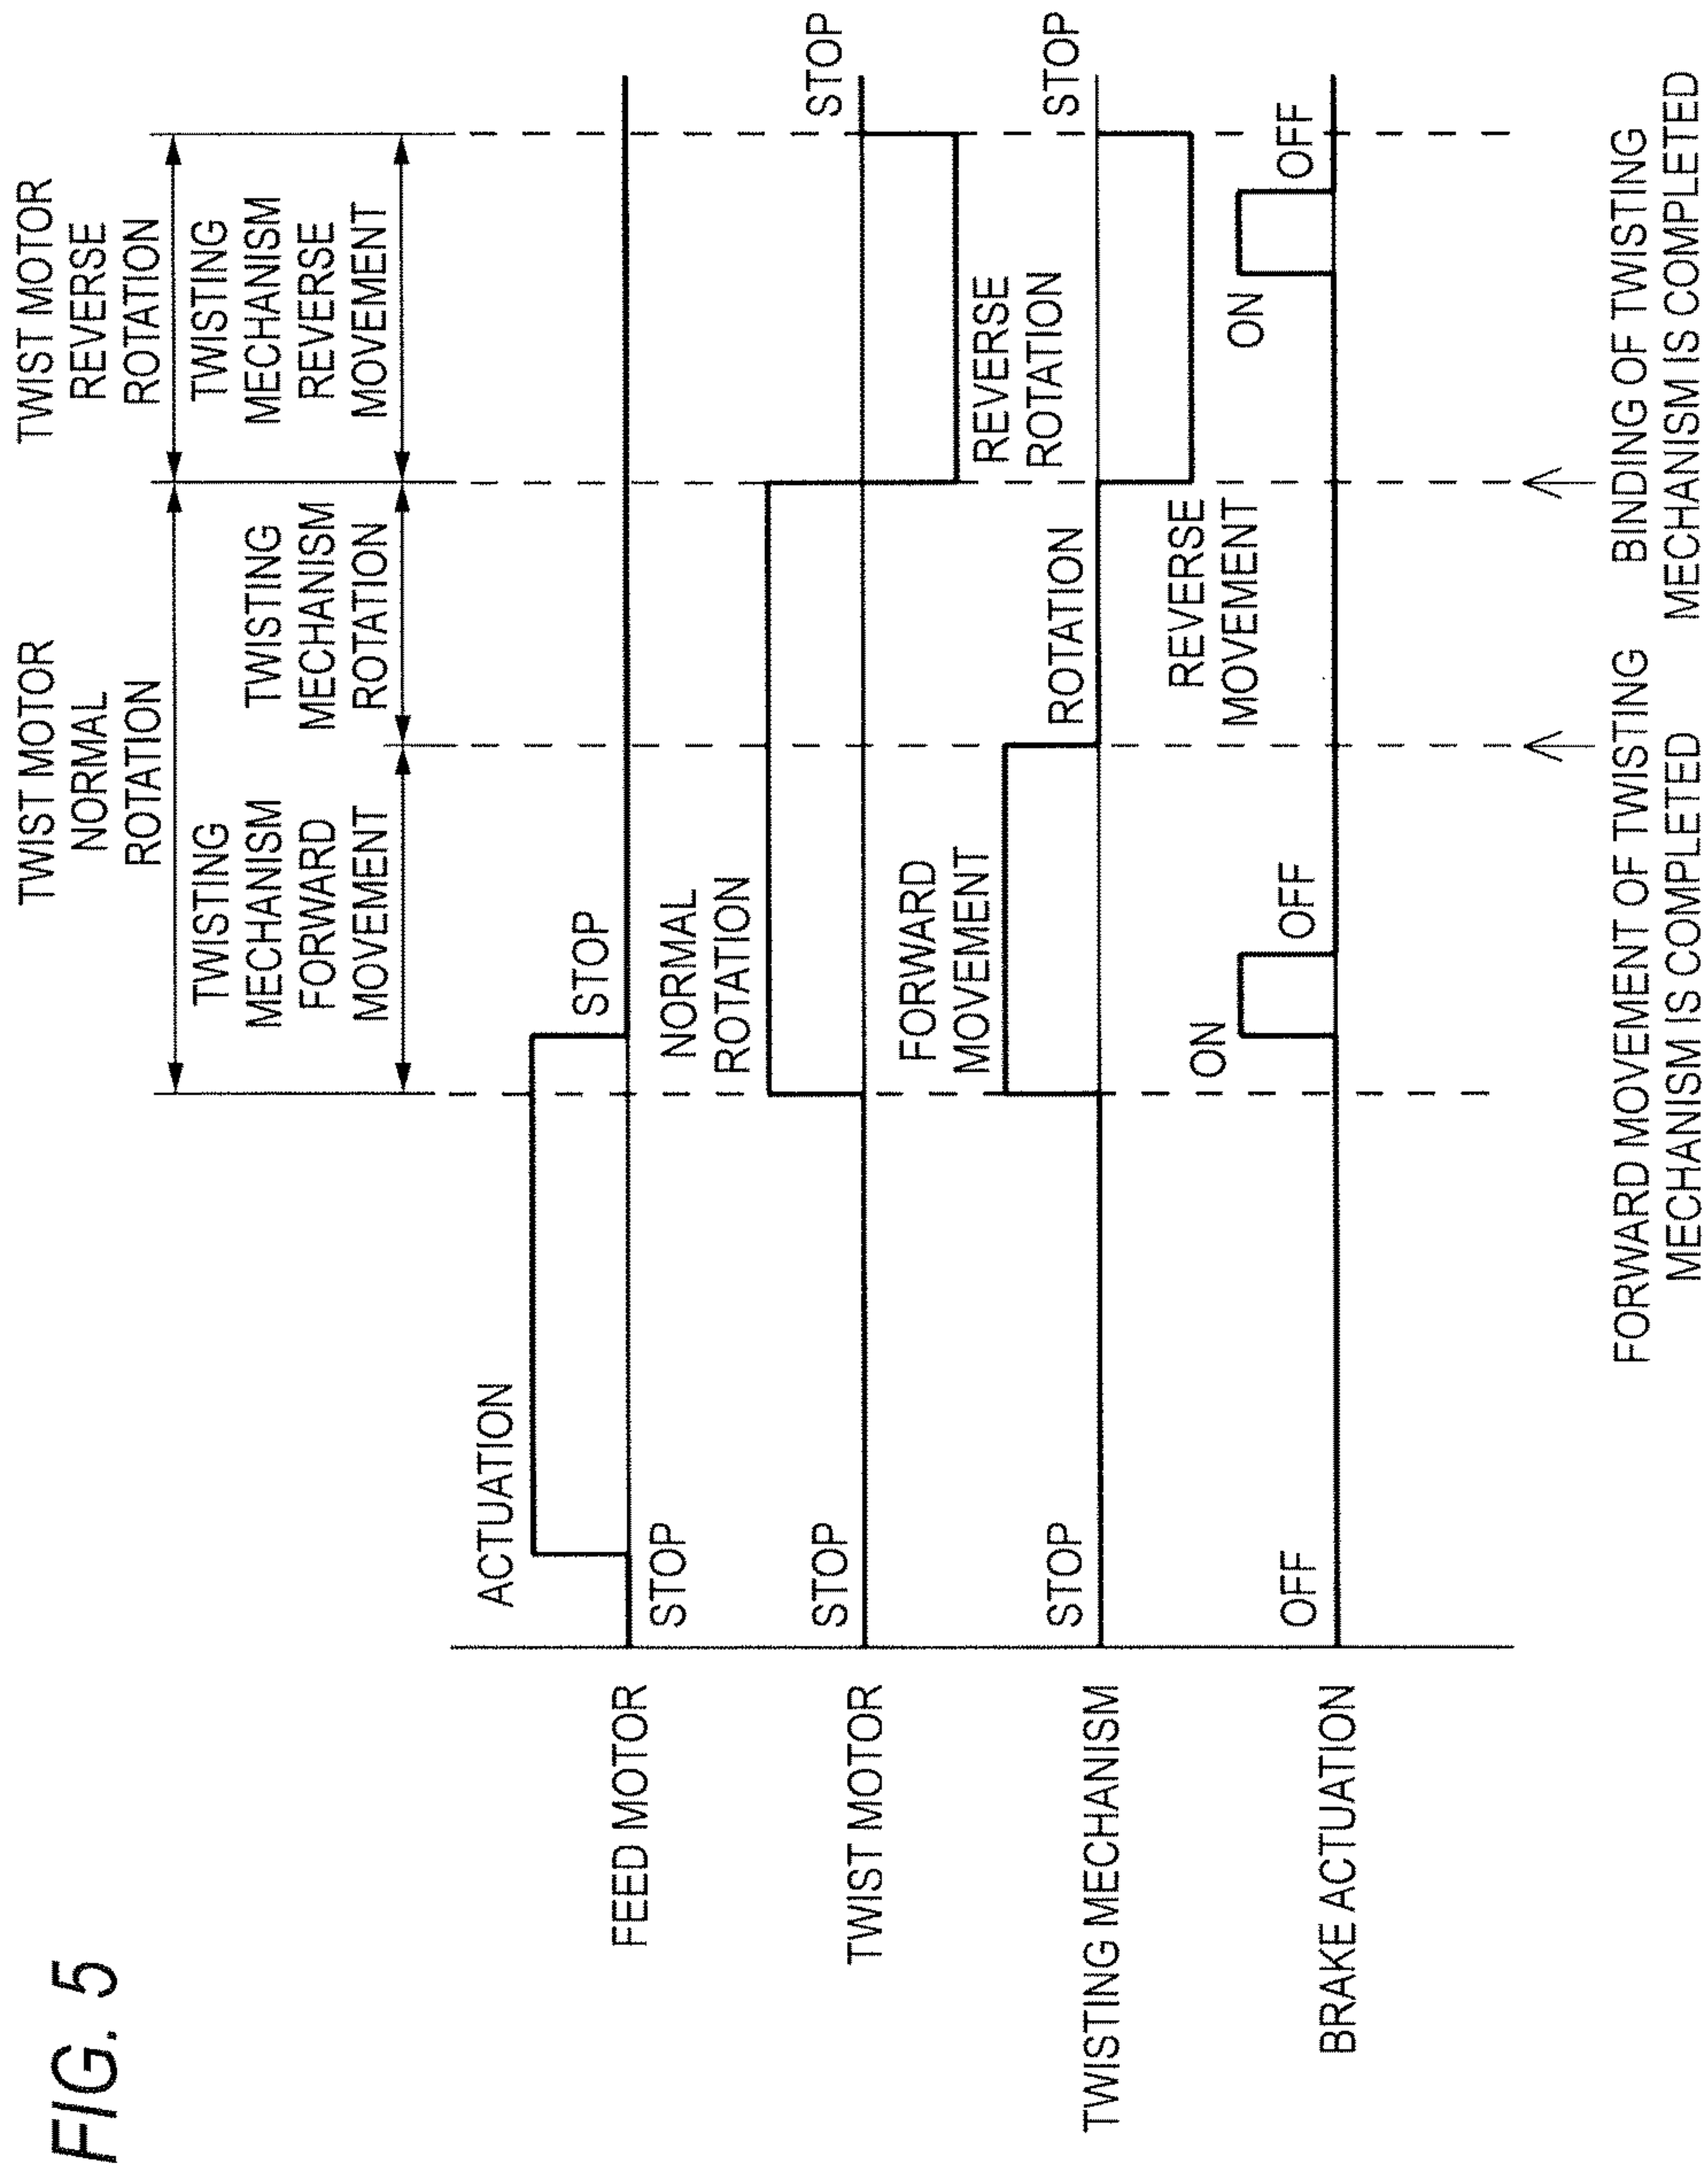 FIG. 5
TWIST MOTOR
NORMAL
ROTATION
TWIST MOTOR
REVERSE
ROTATION
TWISTING
MECHANISM
FORWARD
MOVEMENT
TWISTING
MECHANISM
ROTATION
TWISTING
MECHANISM
REVERSE
MOVEMENT
FEED MOTOR
STOP
ACTUATION
STOP
TWIST MOTOR
STOP
NORMAL
ROTATION
REVERSE
ROTATION
STOP
TWISTING MECHANISM
STOP
FORWARD
MOVEMENT
ROTATION
REVERSE
MOVEMENT
STOP
BRAKE ACTUATION
OFF
ON
OFF
ON
OFF
FORWARD MOVEMENT OF TWISTING
MECHANISM IS COMPLETED
BINDING OF TWISTING
MECHANISM IS COMPLETED